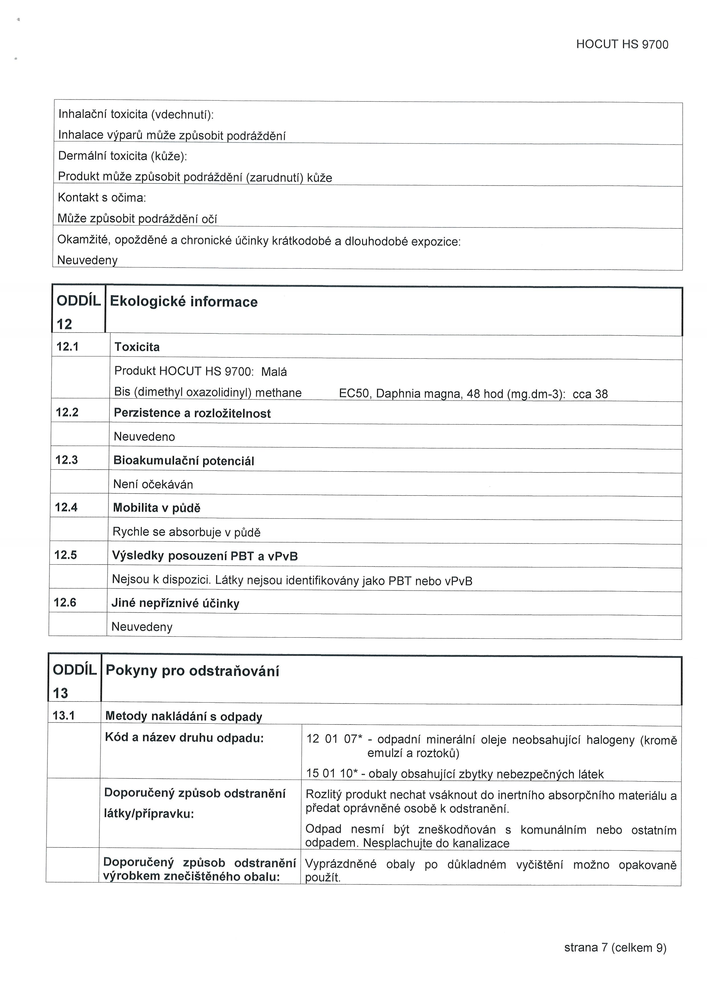 HOCUT HS 9700
Inhalační toxicita (vdechnutí):
Inhalace výparů může způsobit podráždění
Dermální toxicita (kůže):
Produkt může způsobit podráždění (zarudnutí) kůže
Kontakt s očima:
Může způsobit podráždění očí
Okamžité, opožděné a chronické účinky krátkodobé a dlouhodobé expozice:
Neuvedeny
ODDÍL Ekologické informace
12
12.1 Toxicita
Produkt HOCUT HS 9700: Malá
Bis (dimethyl oxazolidinyl) methane EC50, Daphnia magna, 48 hod (mg.dm-3): cca 38
12.2 Perzistence a rozložitelnost
Neuvedeno
12.3 Bioakumulační potenciál
Není očekáván
12.4 Mobilita v půdě
Rychle se absorbuje v půdě
12.5 Výsledky posouzení PBT a vPvB
Nejsou k dispozici. Látky nejsou identifikovány jako PBT nebo vPvB
12.6 Jiné nepříznivé účinky
Neuvedeny
ODDÍL Pokyny pro odstraňování
13
13.1 Metody nakládání s odpady
Kód a název druhu odpadu: 12 01 07* - odpadní minerální oleje neobsahující halogeny (kromě
emulzí a roztoků)
15 01 10* - obaly obsahující zbytky nebezpečných látek
Doporučený způsob odstranění
látky/přípravku:
Rozlitý produkt nechat vsáknout do inertního absorpčního materiálu a
předat oprávněné osobě k odstranění.
Odpad nesmí být zneškodňován s komunálním nebo ostatním
odpadem. Nesplachujte do kanalizace
Doporučený způsob odstranění
výrobkem znečištěného obalu:
Vyprázdněné obaly po důkladném vyčištění možno opakovaně
použít.
strana 7 (celkem 9)